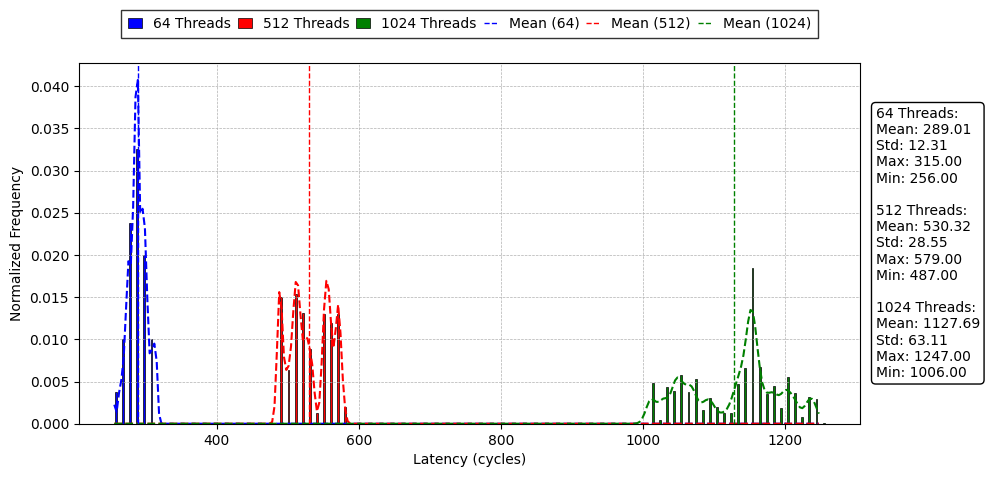 64 Threads 512 Threads 1024 Threads Mean (64) Mean (512) Mean (1024)
0.040
0.035
0.030
0.025
0.020
0.015
0.010
0.005
0.000
Normalized Frequency
400 600 800 1000 1200
Latency (cycles)
64 Threads:
Mean: 289.01
Std: 12.31
Max: 315.00
Min: 256.00
512 Threads:
Mean: 530.32
Std: 28.55
Max: 579.00
Min: 487.00
1024 Threads:
Mean: 1127.69
Std: 63.11
Max: 1247.00
Min: 1006.00